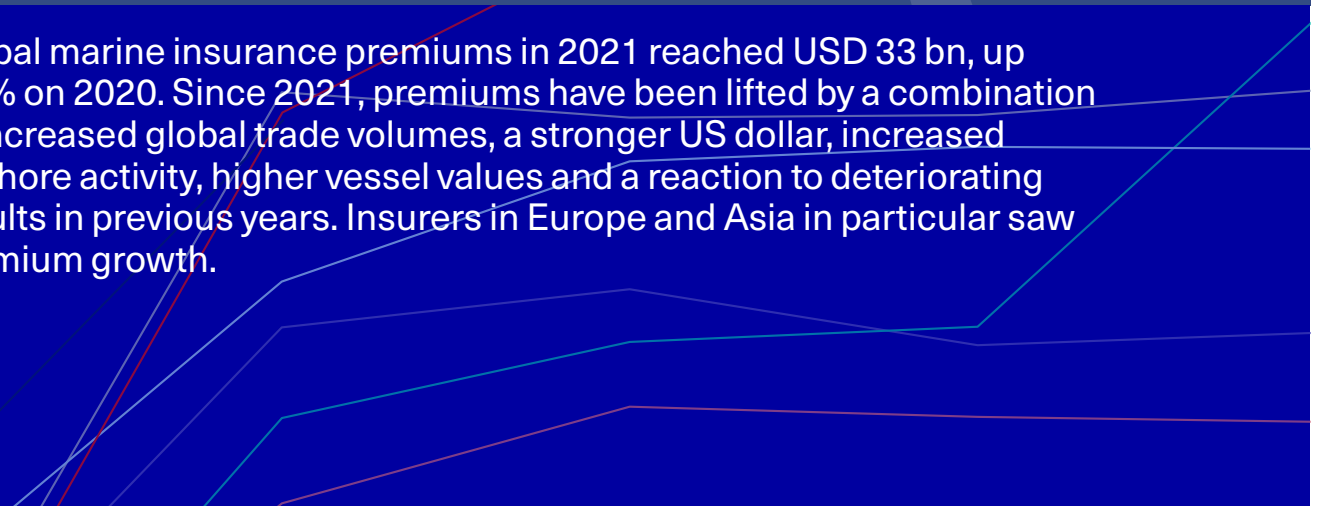 bal marine insurance premiums in 2021 reached USD 33 bn, up
% on 2020. Since 2021, premiums have been lifted by a combination
ncreased global trade volumes, a stronger US dollar, increased
hore activity, higher vessel values and a reaction to deteriorating
ults in previous years. Insurers in Europe and Asia in particular saw
mium growth.